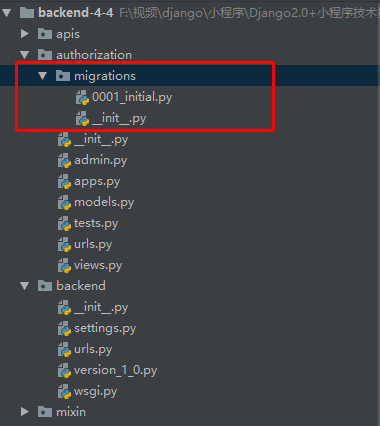 backend-4-4 F:\视频\django\小程序\Django2.0+小程序技术
apis
authorization
migrations
0001_initial.py
__init__.py
__init__.py
admin.py
apps.py
models.py
tests.py
urls.py
views.py
backend
__init__.py
settings.py
urls.py
version_1_0.py
wsgi.py
mixin